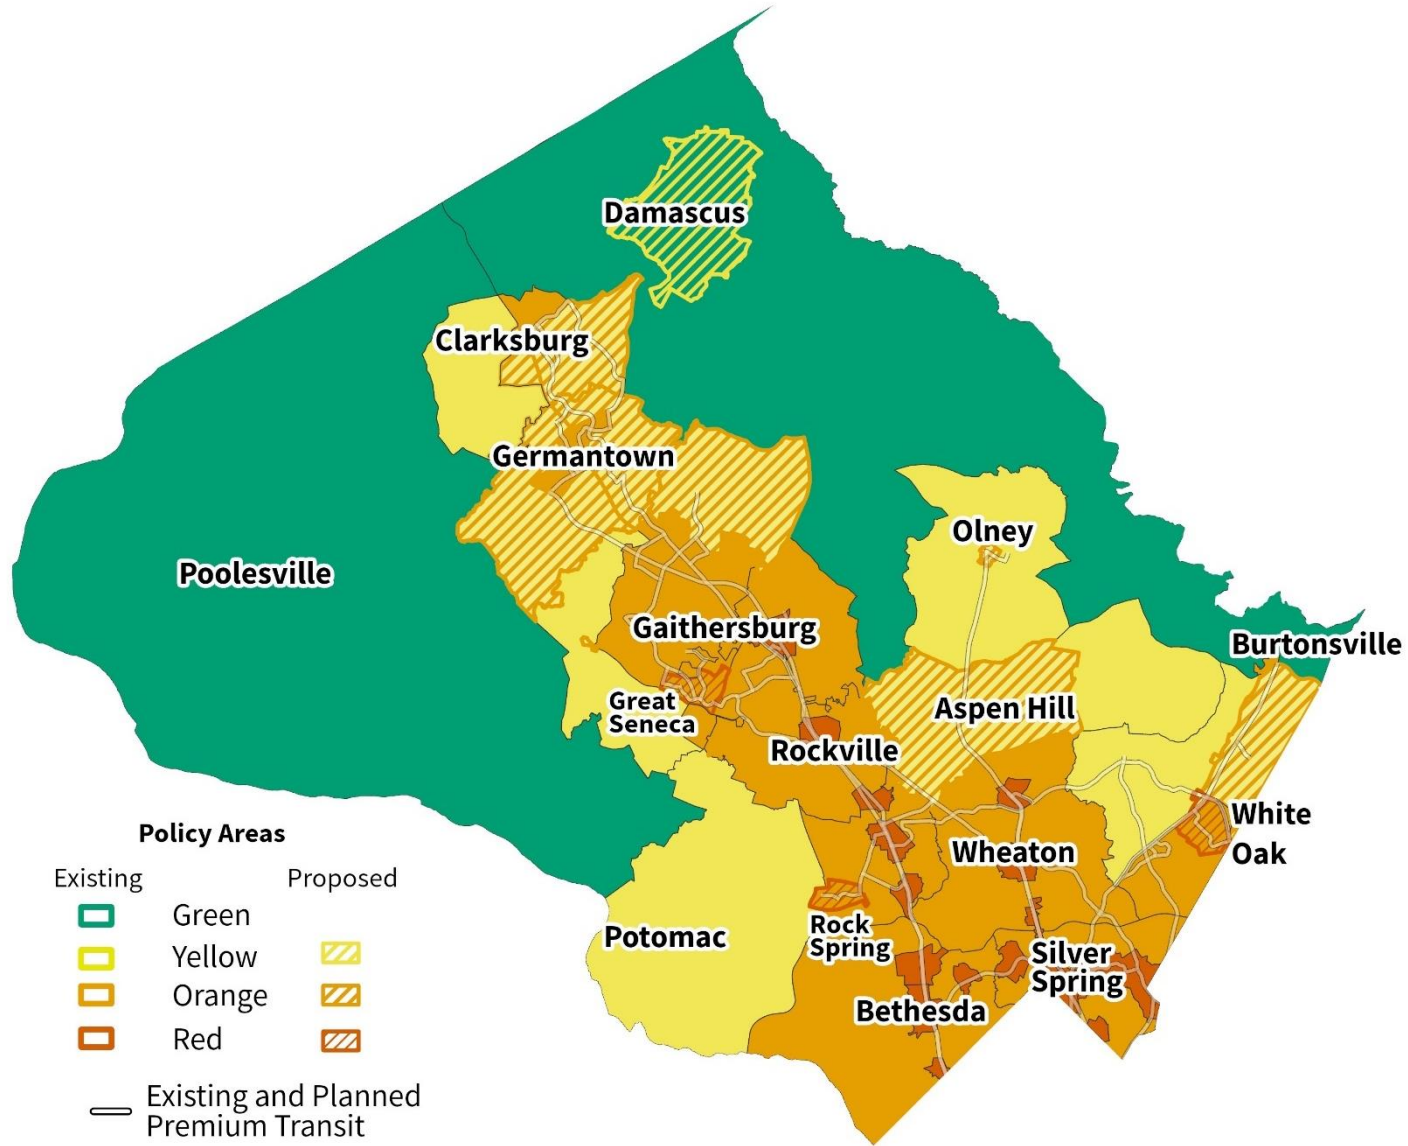 Damascus
Clarksburg
Germantown
Olney
Poolesville
Gaithersburg
Burtonsville
Great
Seneca
Aspen Hill
Rockville
White
Oak
Wheaton
Potomac
Rock
Spring
Silver
Spring
Bethesda
Policy Areas
Existing Proposed
Green
Yellow
Orange
Red
Existing and Planned
Premium Transit